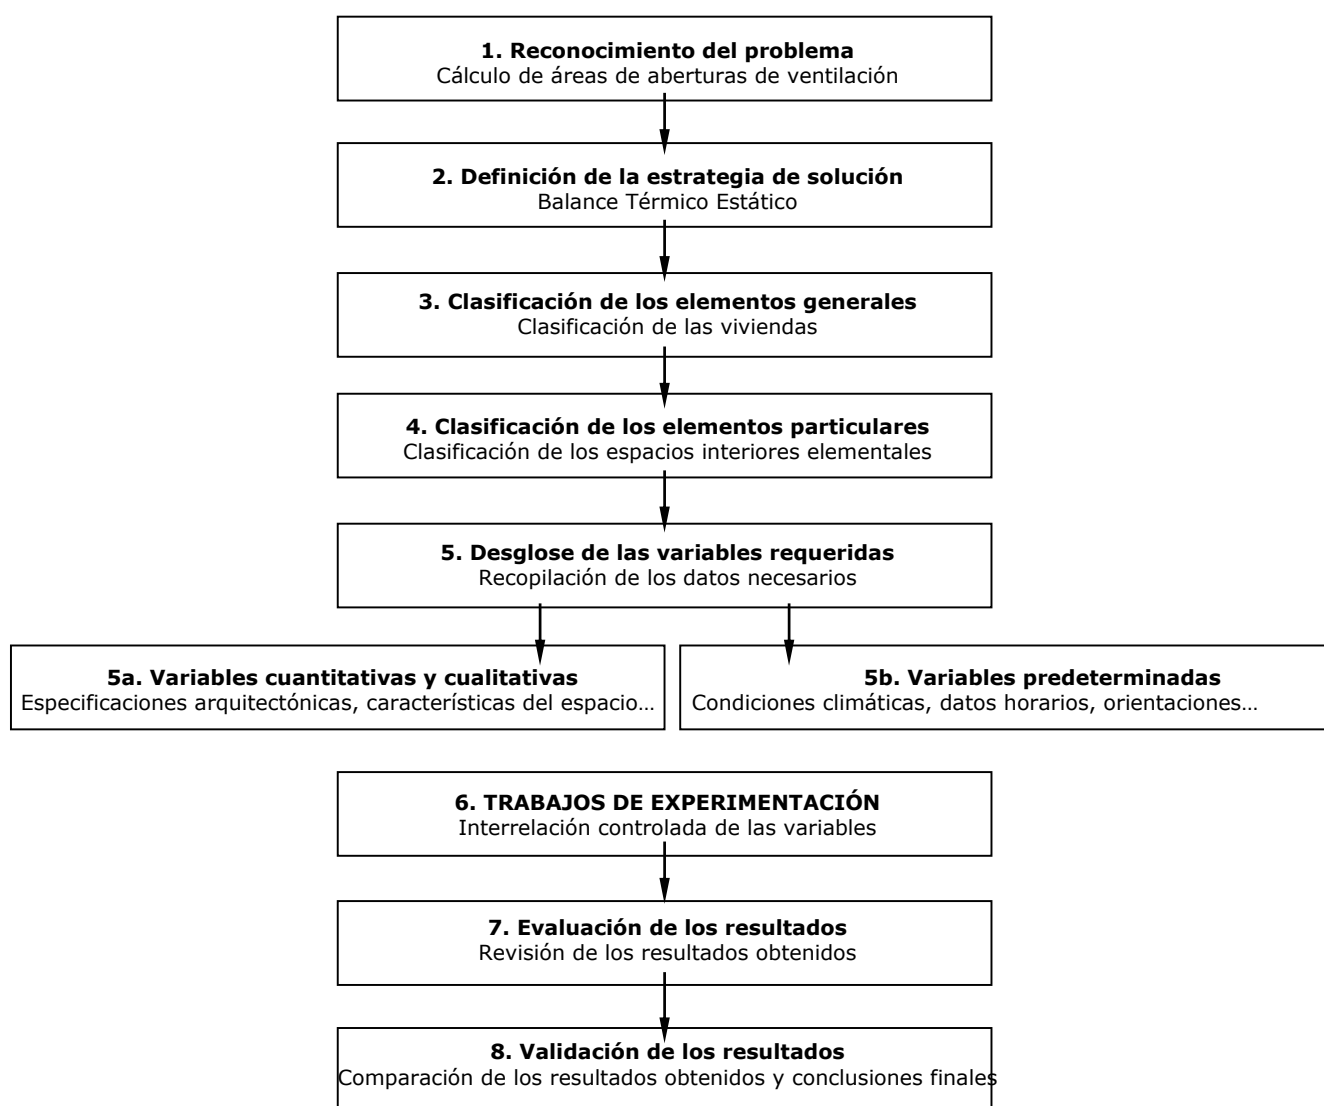 1. Reconocimiento del problema
Cálculo de áreas de aberturas de ventilación
2. Definición de la estrategia de solución
Balance Térmico Estático
3. Clasificación de los elementos generales
Clasificación de las viviendas
4. Clasificación de los elementos particulares
Clasificación de los espacios interiores elementales
5. Desglose de las variables requeridas
Recopilación de los datos necesarios
5a. Variables cuantitativas y cualitativas
Especificaciones arquitectónicas, características del espacio…
5b. Variables predeterminadas
Condiciones climáticas, datos horarios, orientaciones…
6. TRABAJOS DE EXPERIMENTACIÓN
Interrelación controlada de las variables
7. Evaluación de los resultados
Revisión de los resultados obtenidos
8. Validación de los resultados
Comparación de los resultados obtenidos y conclusiones finales